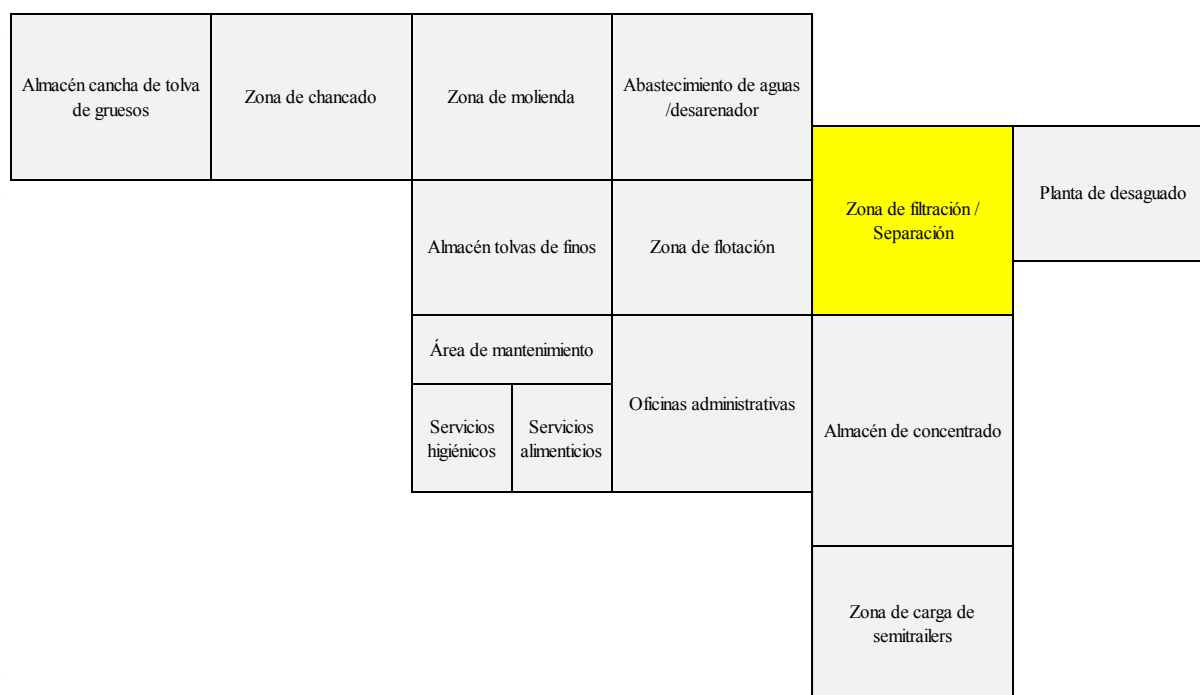 Almacén cancha de tolva
de gruesos
Zona de chancado
Zona de molienda
Abastecimiento de aguas
/desarenador
Zona de filtración /
Separación
Planta de desaguado
Almacén tolvas de finos
Zona de flotación
Área de mantenimiento
Servicios
higiénicos
Servicios
alimenticios
Oficinas administrativas
Almacén de concentrado
Zona de carga de
semitrailers